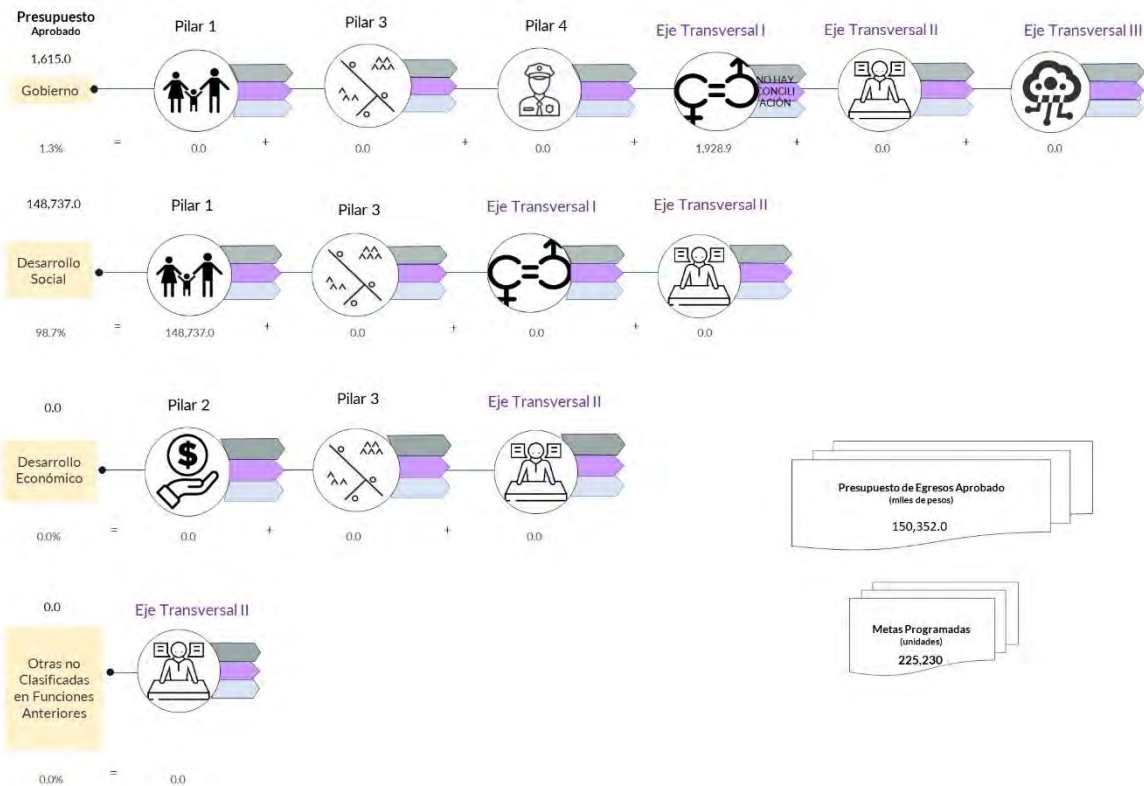 Presupuesto
Aprobado
Pilar 1
Pilar 3
Pilar 4
Eje Transversal I
Eje Transversal II
Eje Transversal III
1,615.0
Gobierno
NO HAY
CONCILI
ACIÓN
1.3% = 0.0 + 0.0 + 0.0 + 1,928.9 + 0.0 + 0.0
148,737.0
Pilar 1
Pilar 3
Eje Transversal I
Eje Transversal II
Desarrollo
Social
98.7% = 148,737.0 + 0.0 + 0.0 + 0.0
0.0
Pilar 2
Pilar 3
Eje Transversal II
Desarrollo
Económico
$
0.0% = 0.0 + 0.0 0.0
Presupuesto de Egresos Aprobado
(miles de pesos)
150,352.0
0.0
Eje Transversal II
Otras no
Clasificadas
en Funciones
Anteriores
0.0% = 0.0
Metas Programadas
(unidades)
225,230